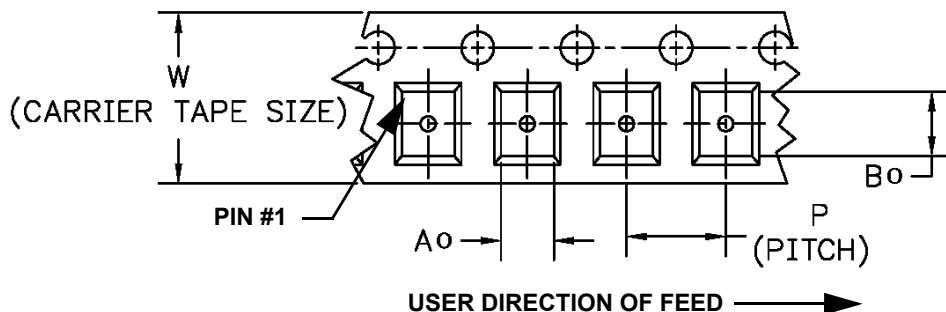 W
(CARRIER TAPE SIZE)
PIN #1
Ao
Bo
P
(PITCH)
USER DIRECTION OF FEED